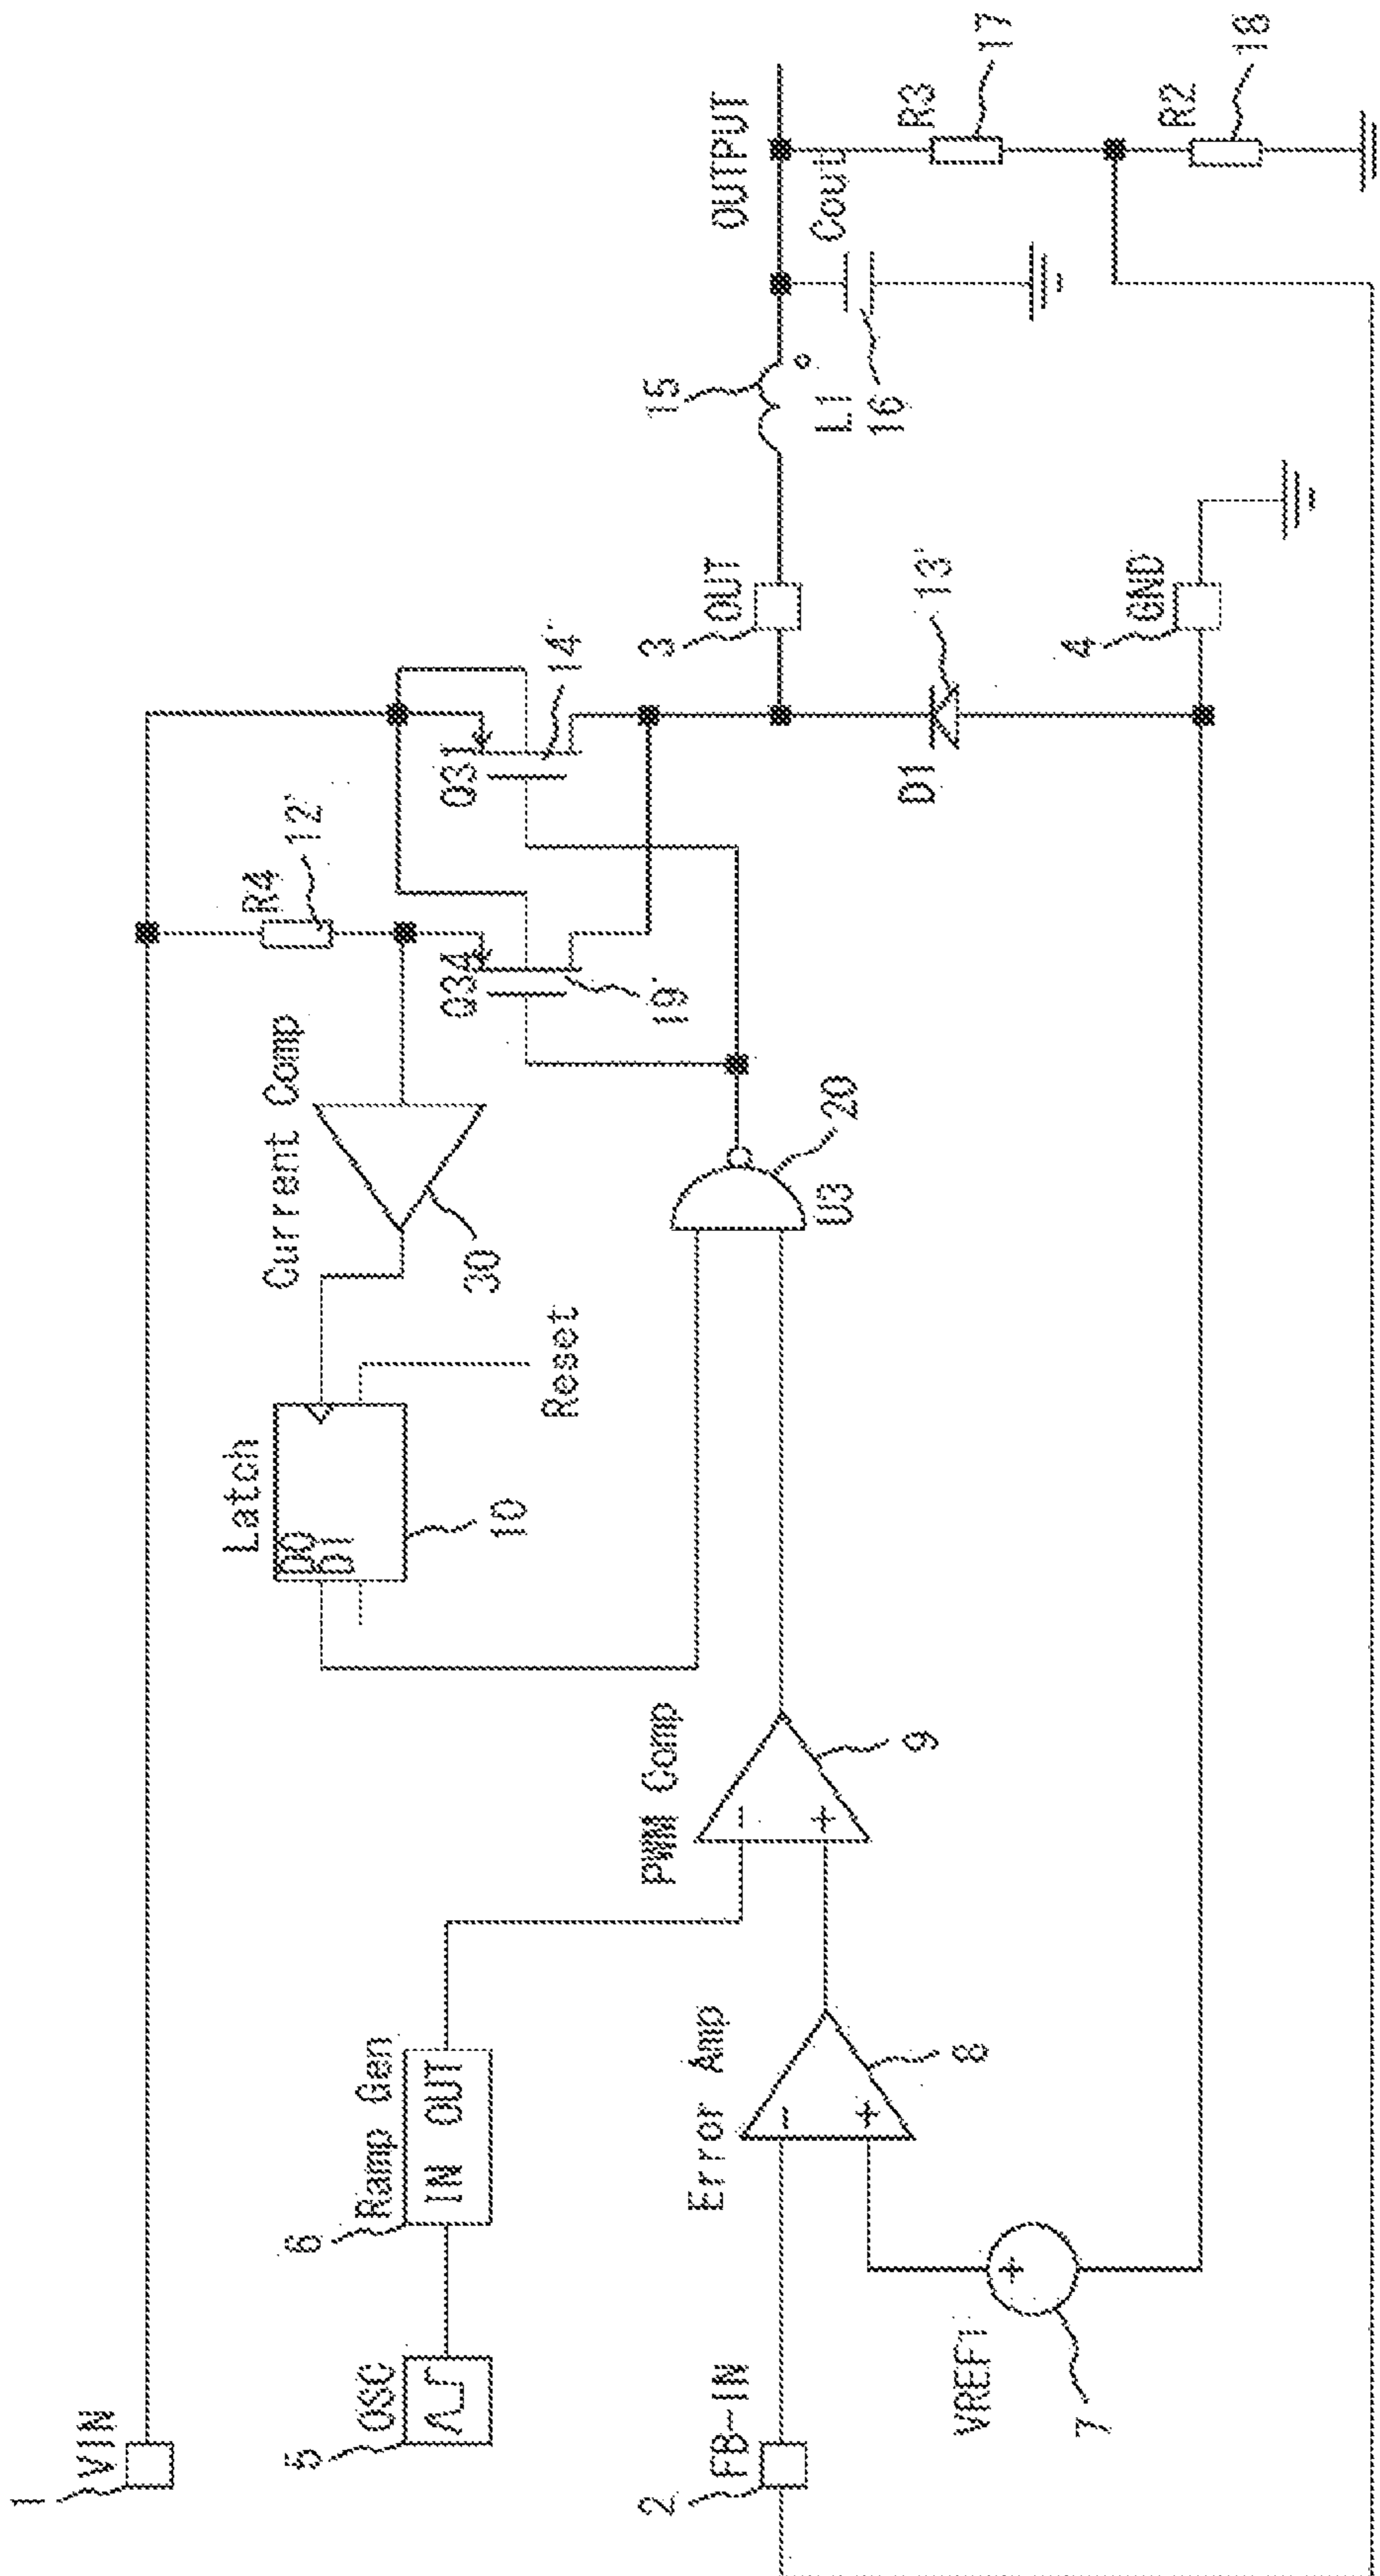 1
VIN
R4
12'
Current Comp
30
Latch
D0
D1
10
Reset
Q31
14'
Q34
19'
5
OSC
6
Ramp Gen
IN OUT
PWM Comp
9
U3
20
3
OUT
15
L1
OUTPUT
Cout
16
R3
17
R2
18
2
FB-IN
Error Amp
8
D1
13'
4
GND
VREF1
7